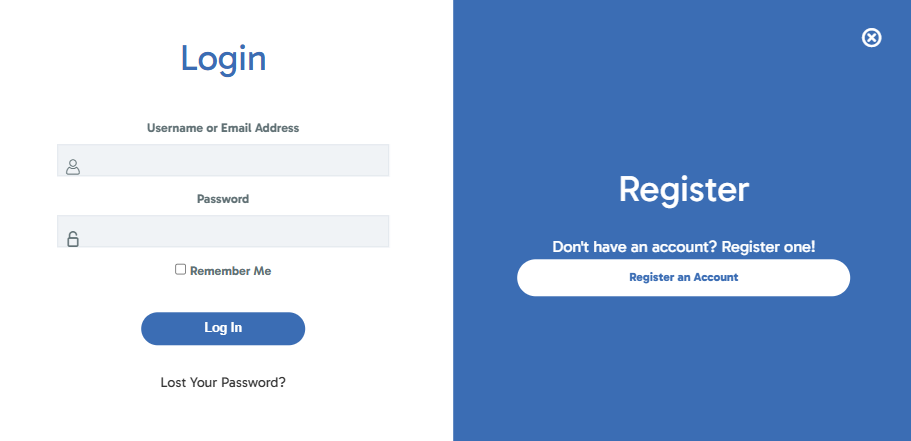 Login
Username or Email Address
Password
Remember Me
Log In
Lost Your Password?
Register
Don't have an account? Register one!
Register an Account